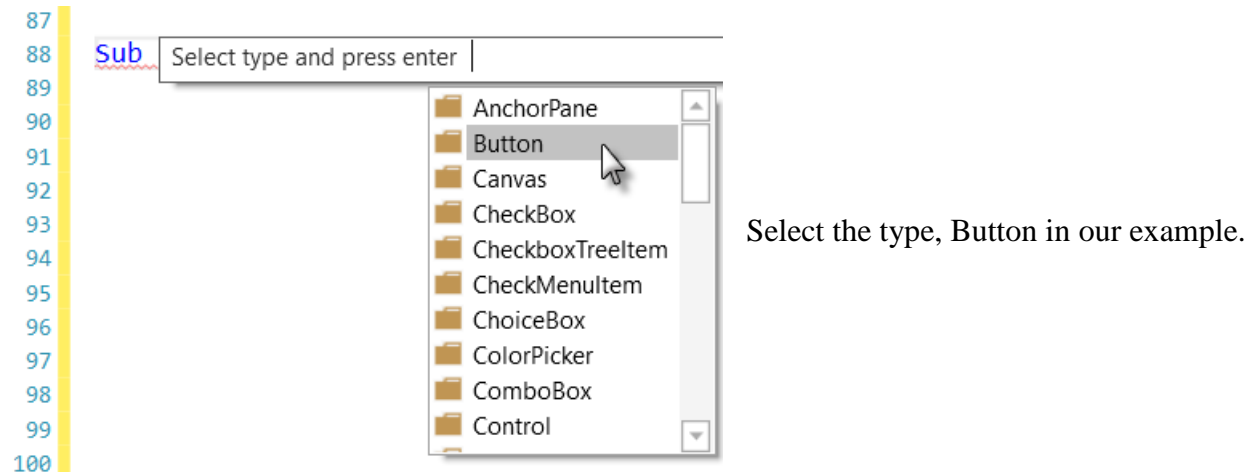 87
88 Sub Select type and press enter
89
90 AnchorPane
91 Button
92 Canvas
93 CheckBox
Select the type, Button in our example.
94 CheckboxTreeItem
95 CheckMenuItem
96 ChoiceBox
97 ColorPicker
98 ComboBox
99 Control
100